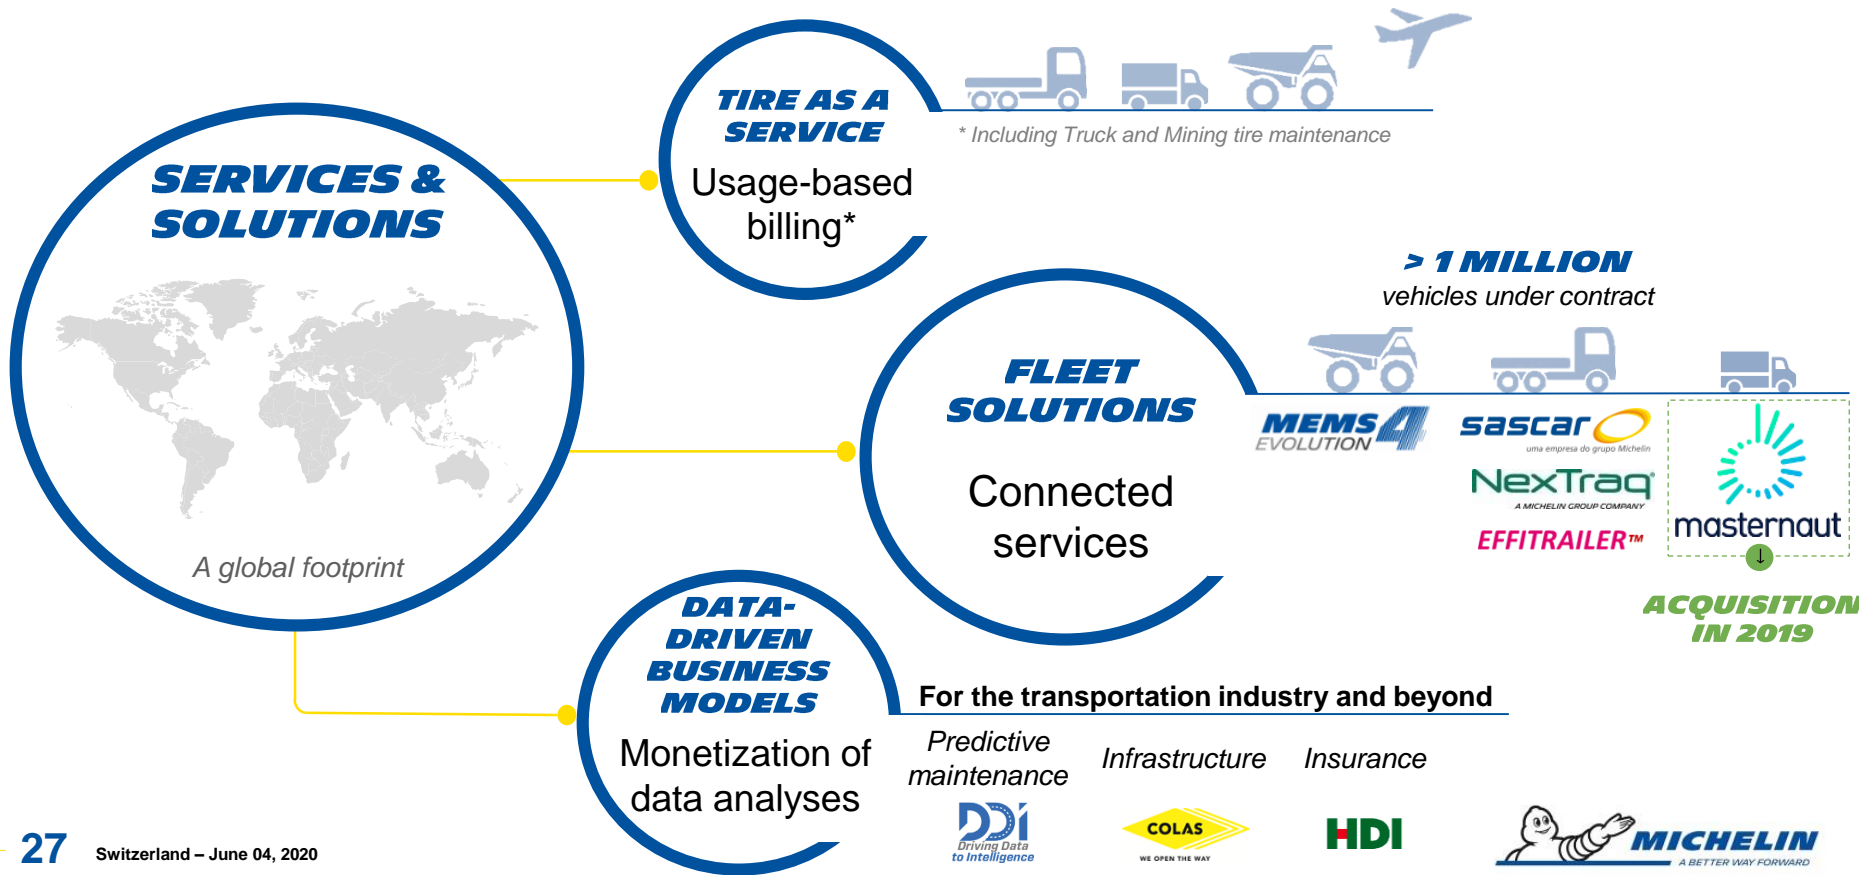 SERVICES &
SOLUTIONS
A global footprint
TIRE AS A
SERVICE
Usage-based
billing*
* Including Truck and Mining tire maintenance
FLEET
SOLUTIONS
Connected
services
> 1 MILLION
vehicles under contract
MEMS4
EVOLUTION
sascar
uma empresa do grupo Michelin
NexTraq®
A MICHELIN GROUP COMPANY
EFFITRAILER™
masternaut
↓
ACQUISITION
IN 2019
DATA-
DRIVEN
BUSINESS
MODELS
Monetization of
data analyses
For the transportation industry and beyond
Predictive
maintenance
Infrastructure
Insurance
DDi
Driving Data
to Intelligence
COLAS
WE OPEN THE WAY
HDI
27
Switzerland – June 04, 2020
MICHELIN
A BETTER WAY FORWARD